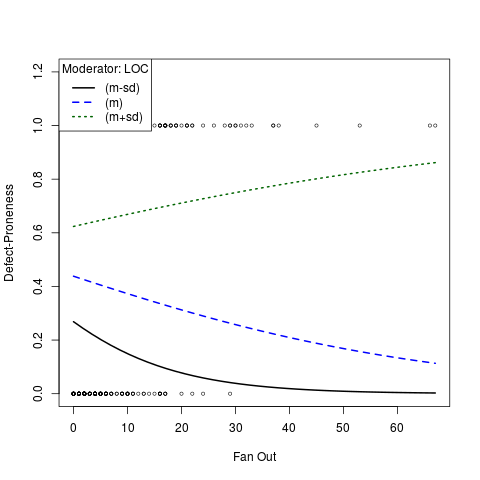 Moderator: LOC
(m-sd)
(m)
(m+sd)
Defect-Proneness
1.2
1.0
0.8
0.6
0.4
0.2
0.0
0 10 20 30 40 50 60
Fan Out